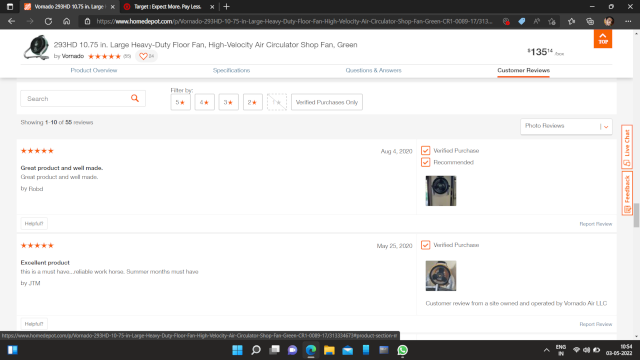 Vornado 293HD 10.75 in. Large H
Target : Expect More. Pay Less.
https://www.homedepot.com/p/Vornado-293HD-10-75-in-Large-Heavy-Duty-Floor-Fan-High-Velocity-Air-Circulator-Shop-Fan-Green-CR1-0089-17/313...
293HD 10.75 in. Large Heavy-Duty Floor Fan, High-Velocity Air Circulator Shop Fan, Green
by Vornado
$135 14
TOP
Product Overview
Specifications
Questions & Answers
Customer Reviews
Search
Filter by:
5★ 4★ 3★ 2★ Verified Purchases Only
Showing 1-10 of 55 reviews
Photo Reviews
Live Chat
Feedback
Aug 4, 2020
Verified Purchase
Recommended
Great product and well made.
Great product and well made.
by Robd
Helpful?
Report Review
May 25, 2020
Verified Purchase
Excellent product
this is a must have...reliable work horse. Summer months must have
by JTM
Customer review from a site owned and operated by Vornado Air LLC
Helpful?
Report Review
https://www.homedepot.com/p/Vornado-293HD-10-75-in-Large-Heavy-Duty-Floor-Fan-High-Velocity-Air-Circulator-Shop-Fan-Green-CR1-0089-17/313334673#product-section-rr
ENG
IN
10:54
03-05-2022